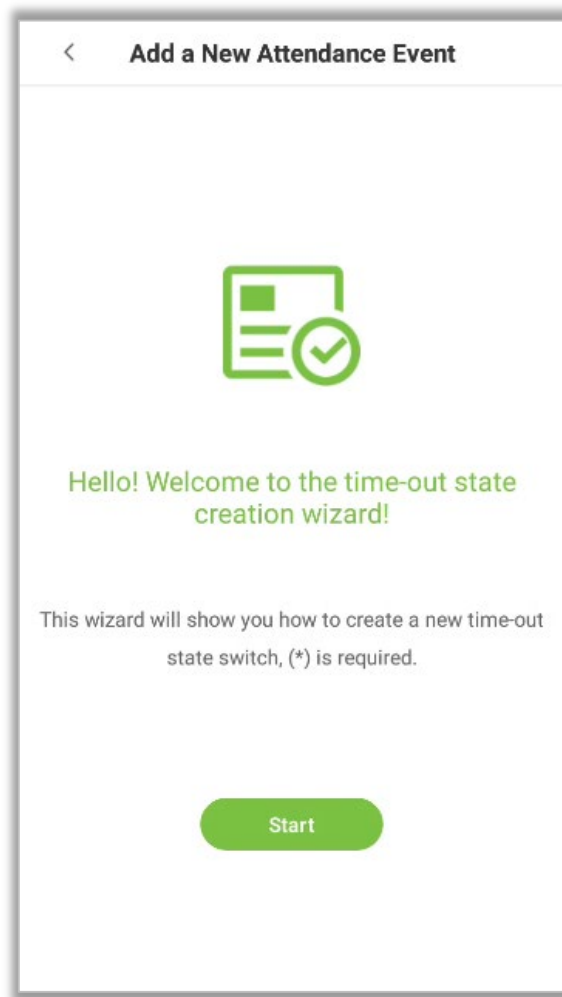 Add a New Attendance Event
Hello! Welcome to the time-out state
creation wizard!
This wizard will show you how to create a new time-out
state switch, (*) is required.
Start